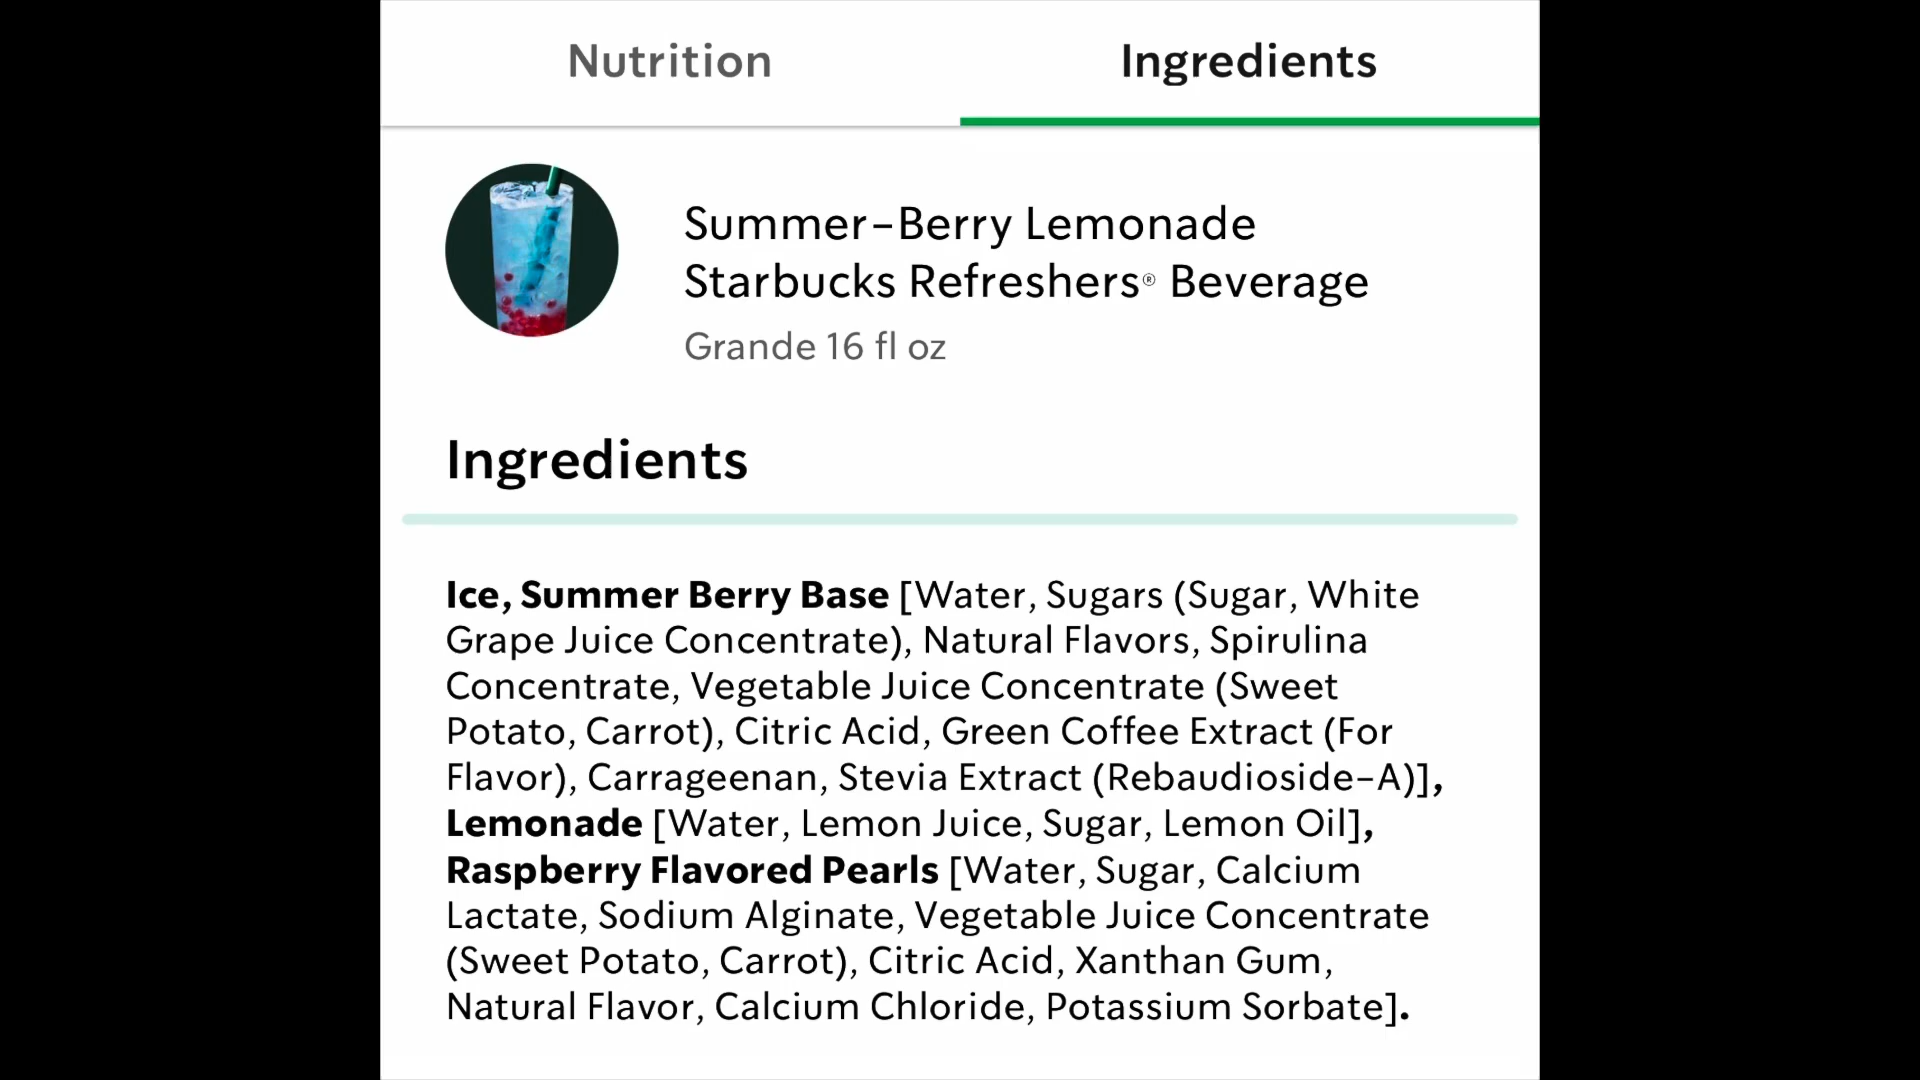 Nutrition
Ingredients
Summer-Berry Lemonade
Starbucks Refreshers® Beverage
Grande 16 fl oz
Ingredients
Ice, Summer Berry Base [Water, Sugars (Sugar, White
Grape Juice Concentrate), Natural Flavors, Spirulina
Concentrate, Vegetable Juice Concentrate (Sweet
Potato, Carrot), Citric Acid, Green Coffee Extract (For
Flavor), Carrageenan, Stevia Extract (Rebaudioside-A)],
Lemonade [Water, Lemon Juice, Sugar, Lemon Oil],
Raspberry Flavored Pearls [Water, Sugar, Calcium
Lactate, Sodium Alginate, Vegetable Juice Concentrate
(Sweet Potato, Carrot), Citric Acid, Xanthan Gum,
Natural Flavor, Calcium Chloride, Potassium Sorbate].